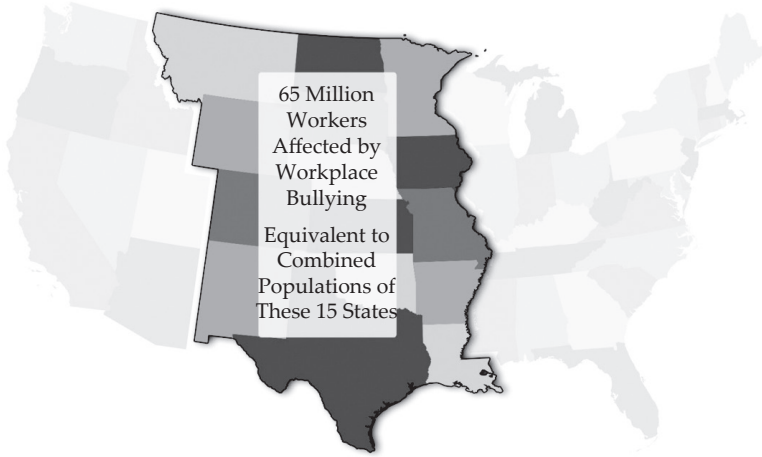 65 Million
Workers
Affected by
Workplace
Bullying
Equivalent to
Combined
Populations of
These 15 States